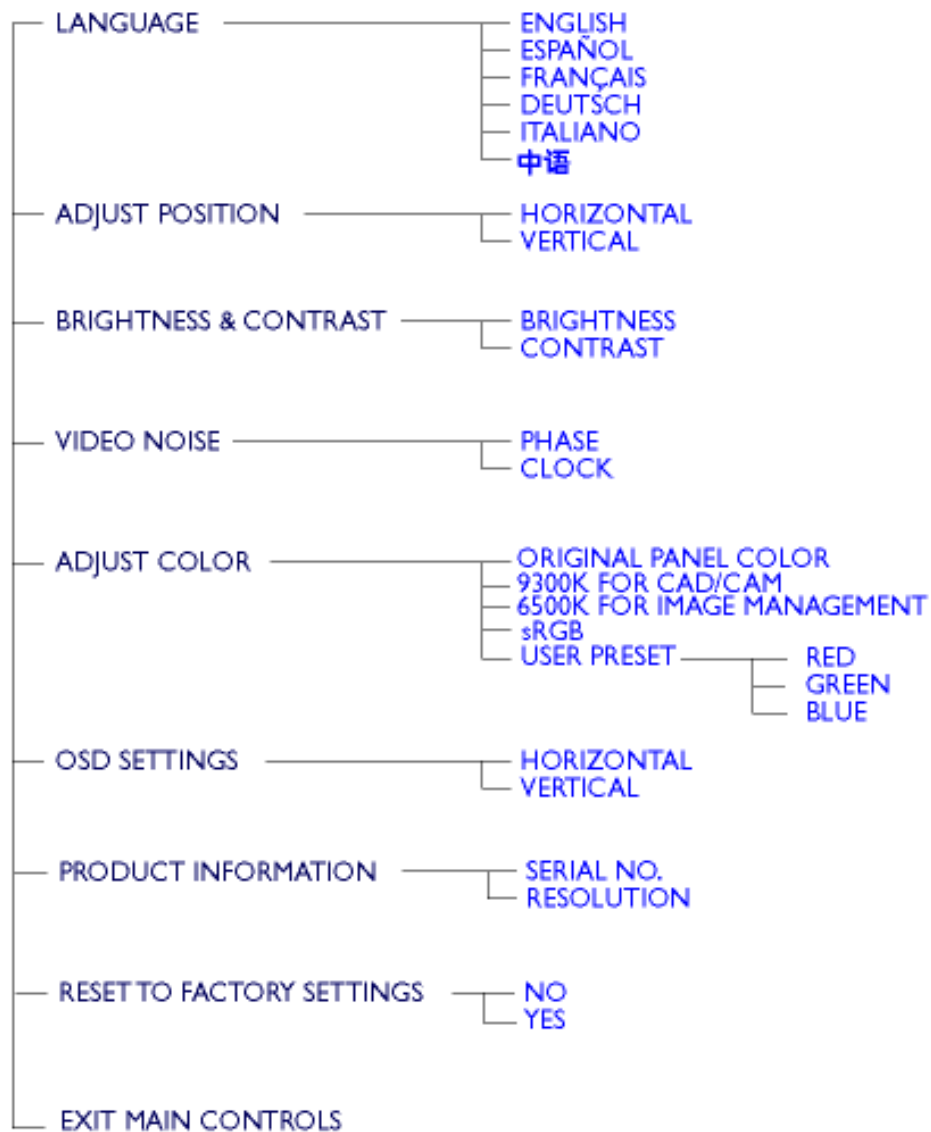 LANGUAGE
ENGLISH
ESPAÑOL
FRANÇAIS
DEUTSCH
ITALIANO
中语
ADJUST POSITION
HORIZONTAL
VERTICAL
BRIGHTNESS & CONTRAST
BRIGHTNESS
CONTRAST
VIDEO NOISE
PHASE
CLOCK
ADJUST COLOR
ORIGINAL PANEL COLOR
9300K FOR CAD/CAM
6500K FOR IMAGE MANAGEMENT
sRGB
USER PRESET
RED
GREEN
BLUE
OSD SETTINGS
HORIZONTAL
VERTICAL
PRODUCT INFORMATION
SERIAL NO.
RESOLUTION
RESET TO FACTORY SETTINGS
NO
YES
EXIT MAIN CONTROLS